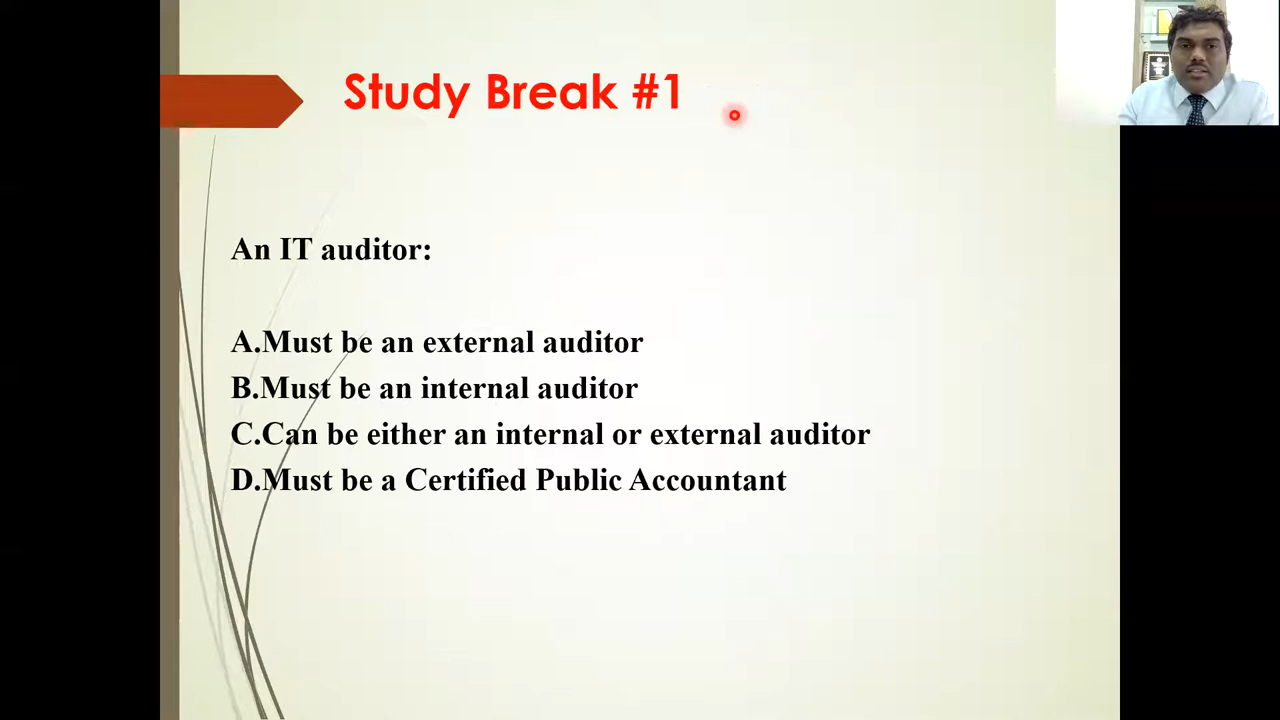 Study Break #1
An IT auditor:
A.Must be an external auditor
B.Must be an internal auditor
C.Can be either an internal or external auditor
D.Must be a Certified Public Accountant